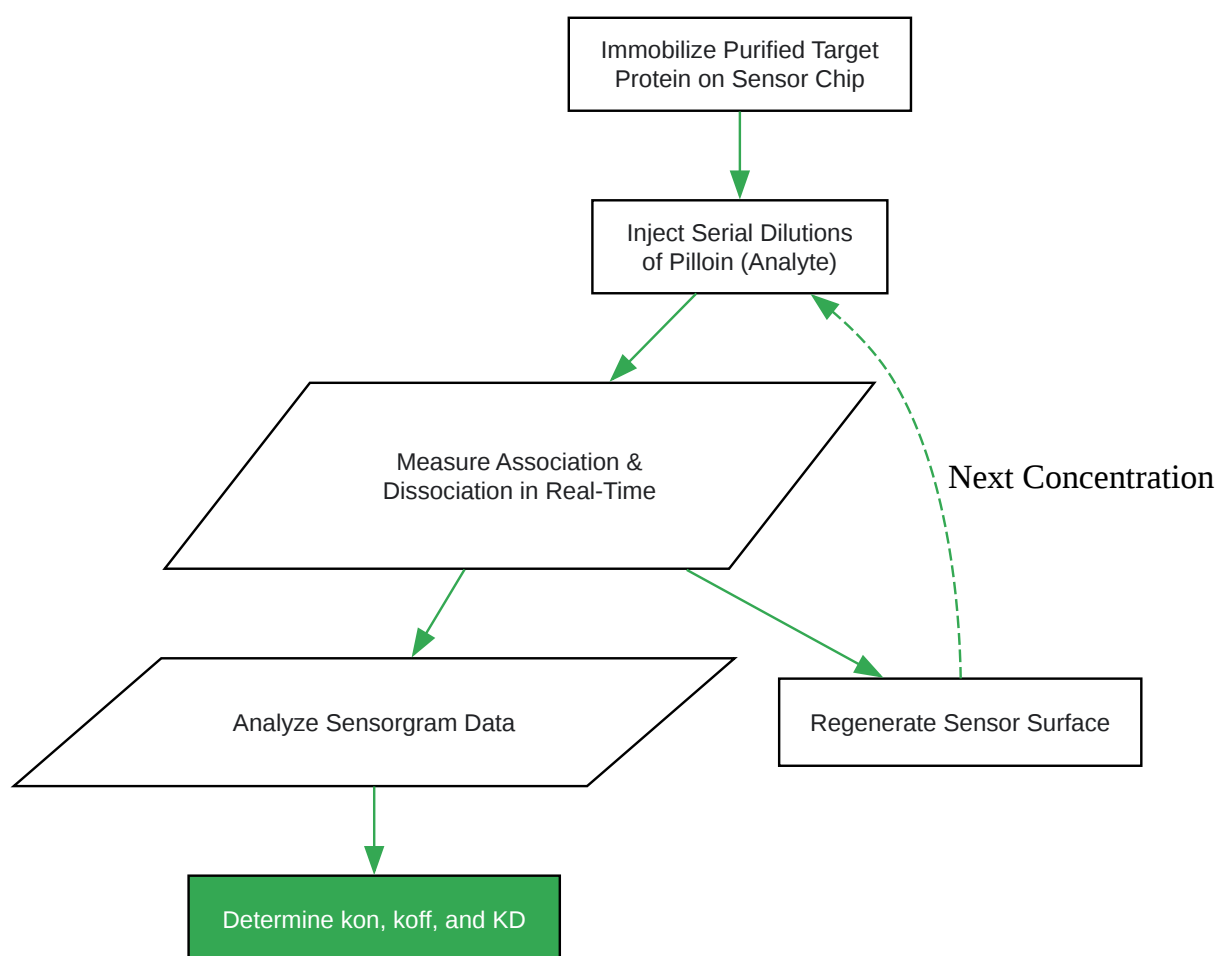 Immobilize Purified Target
Protein on Sensor Chip
Inject Serial Dilutions
of Pilloin (Analyte)
Measure Association &
Dissociation in Real-Time
Next Concentration
Analyze Sensorgram Data
Regenerate Sensor Surface
Determine kon, koff, and KD